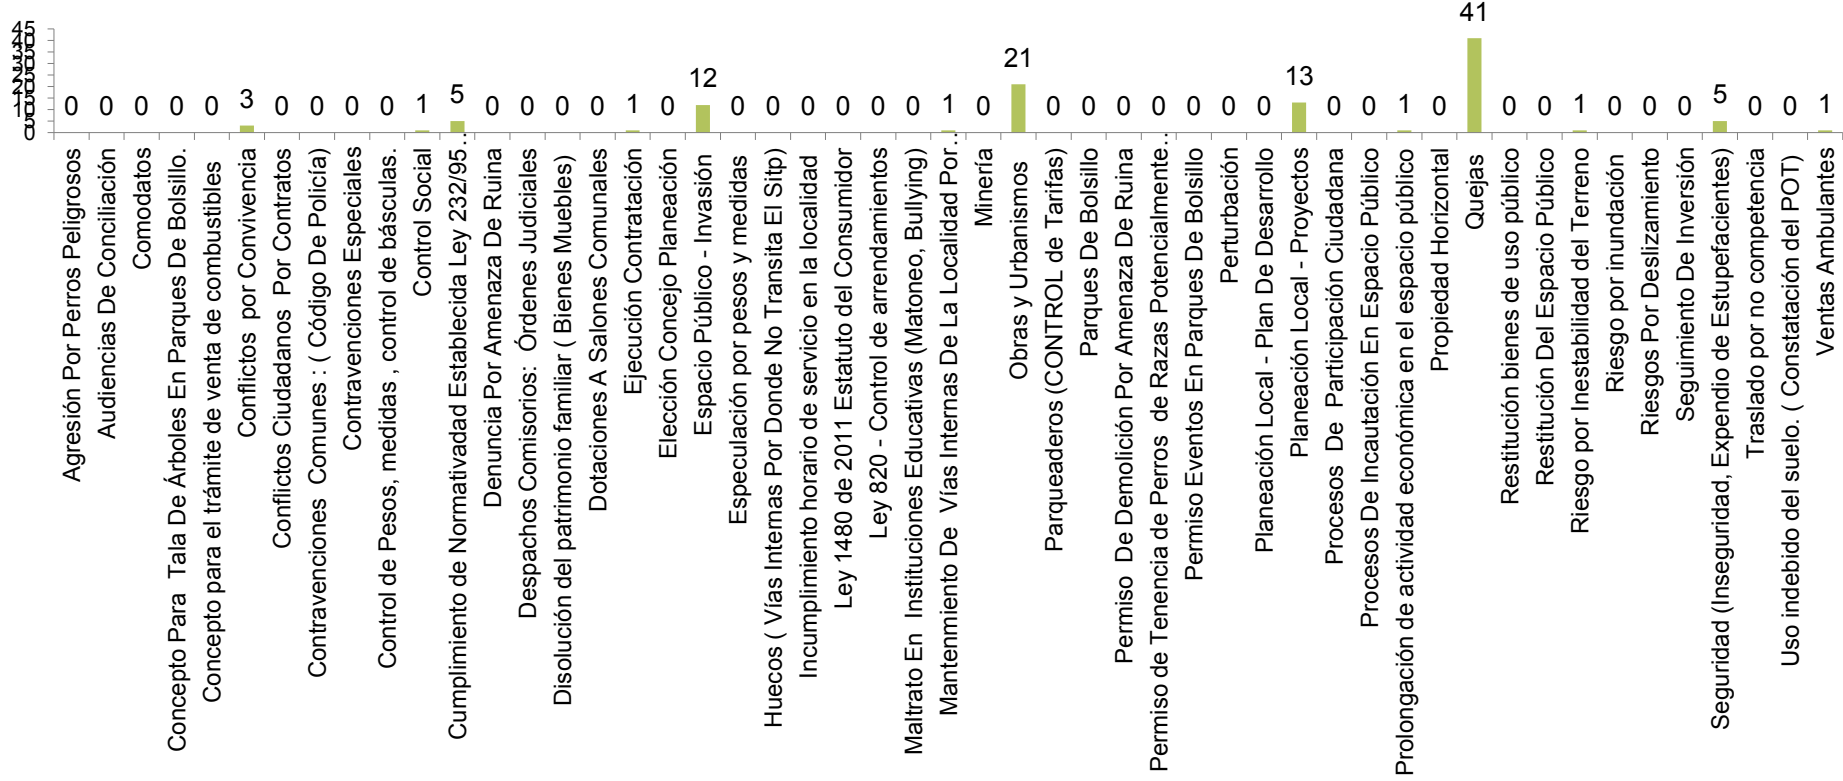 45
40
35
30
25
20
15
10
5
0
0 0 0 0 0 3 0 0 0 0 1 5 0 0 0 0 1 0 12 0 0 0 0 0 0 1 0 21 0 0 0 0 0 0 0 13 0 0 1 0 41 0 0 1 0 0 0 5 0 0 1
Agresión Por Perros Peligrosos
Audiencias De Conciliación
Comodatos
Concepto Para Tala De Árboles En Parques De Bolsillo.
Concepto para el trámite de venta de combustibles
Conflictos por Convivencia
Conflictos Ciudadanos Por Contratos
Contravenciones Comunes : ( Código De Policía)
Contravenciones Especiales
Control de Pesos, medidas , control de básculas.
Control Social
Cumplimiento de Normativadad Establecida Ley 232/95..
Denuncia Por Amenaza De Ruina
Despachos Comisorios: Órdenes Judiciales
Disolución del patrimonio familiar ( Bienes Muebles)
Dotaciones A Salones Comunales
Ejecución Contratación
Elección Concejo Planeación
Espacio Público - Invasión
Especulación por pesos y medidas
Huecos ( Vías Internas Por Donde No Transita El Sitp)
Incumplimiento horario de servicio en la localidad
Ley 1480 de 2011 Estatuto del Consumidor
Ley 820 - Control de arrendamientos
Maltrato En Instituciones Educativas (Matoneo, Bullying)
Mantenmiento De Vías Internas De La Localidad Por..
Minería
Obras y Urbanismos
Parqueaderos (CONTROL de Tarifas)
Parques De Bolsillo
Permiso De Demolición Por Amenaza De Ruina
Permiso de Tenencia de Perros de Razas Potencialmente..
Permiso Eventos En Parques De Bolsillo
Perturbación
Planeación Local - Plan De Desarrollo
Planeación Local - Proyectos
Procesos De Participación Ciudadana
Procesos De Incautación En Espacio Público
Prolongación de actividad económica en el espacio público
Propiedad Horizontal
Quejas
Restitución bienes de uso público
Restitución Del Espacio Público
Riesgo por Inestabilidad del Terreno
Riesgo por inundación
Riesgos Por Deslizamiento
Seguimiento De Inversión
Seguridad (Inseguridad, Expendio de Estupefacientes)
Traslado por no competencia
Uso indebido del suelo. ( Constatación del POT)
Ventas Ambulantes